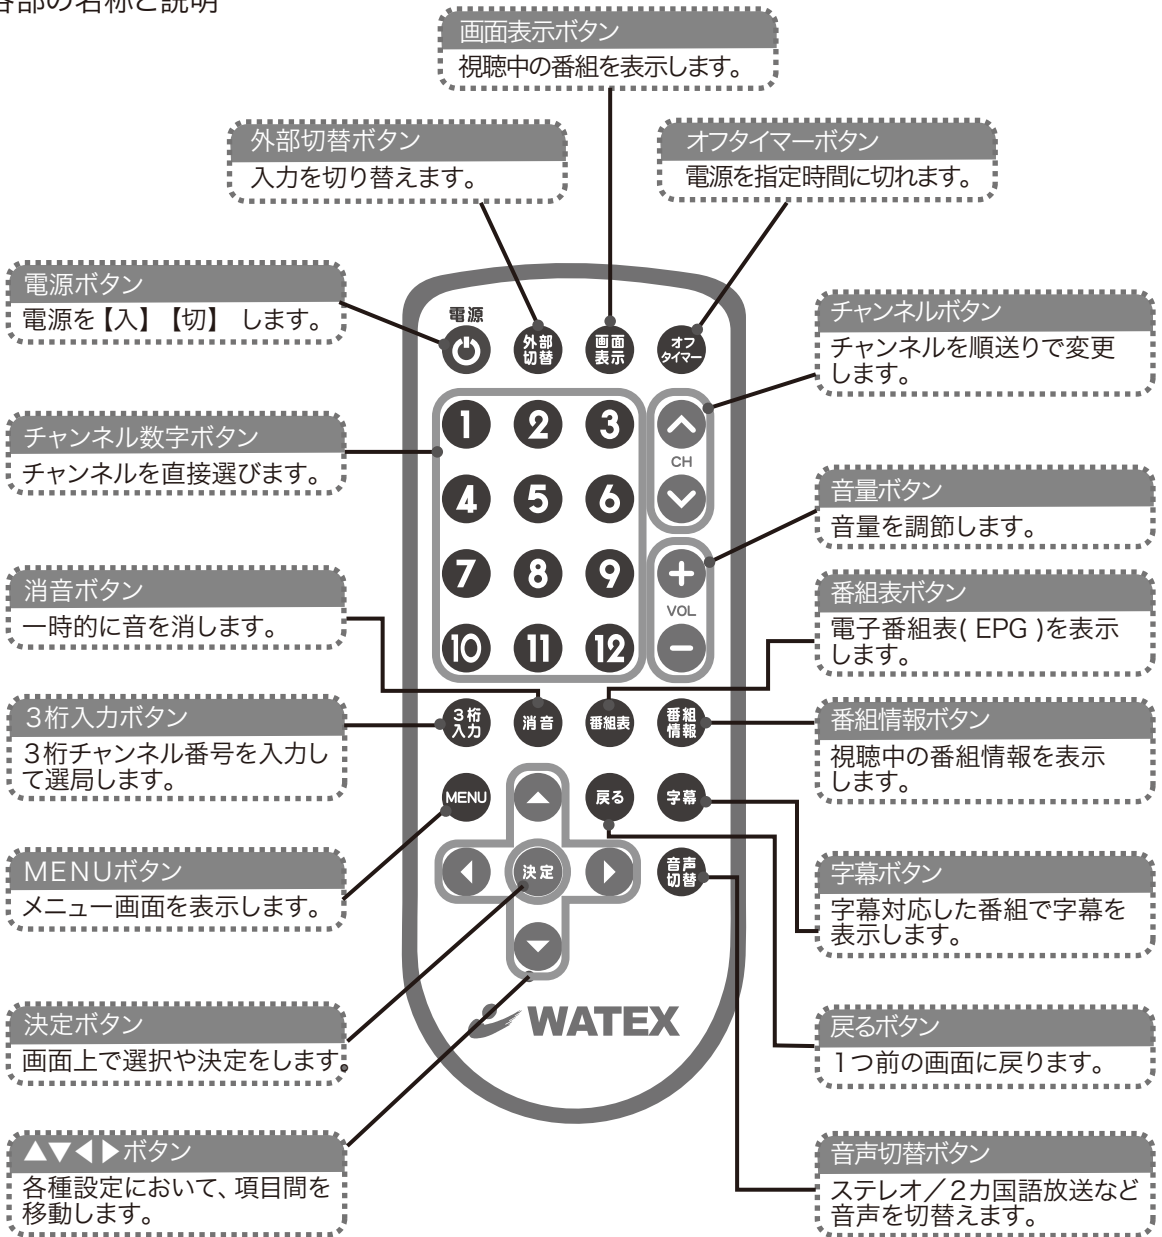 各部の名称と説明
画面表示ボタン
視聴中の番組を表示します。
外部切替ボタン
入力を切り替えます。
オフタイマーボタン
電源を指定時間に切れます。
電源ボタン
電源を【入】【切】 します。
チャンネル数字ボタン
チャンネルを直接選びます。
消音ボタン
一時的に音を消します。
3桁入力ボタン
3桁チャンネル番号を入力し
て選局します。
MENUボタン
メニュー画面を表示します。
決定ボタン
画面上で選択や決定をします。
▲▼◀▶ボタン
各種設定において、項目間を
移動します。
電源
外部
切替
画面
表示
オフ
タイマー
1 2 3
CH
4 5 6
7 8 9
+
VOL
−
10 11 12
3桁
入力
消音
番組表
番組
情報
MENU
戻る
字幕
決定
音声
切替
WATEX
チャンネルボタン
チャンネルを順送りで変更
します。
音量ボタン
音量を調節します。
番組表ボタン
電子番組表( EPG )を表示
します。
番組情報ボタン
視聴中の番組情報を表示
します。
字幕ボタン
字幕対応した番組で字幕を
表示します。
戻るボタン
1つ前の画面に戻ります。
音声切替ボタン
ステレオ／2カ国語放送など
音声を切替えます。